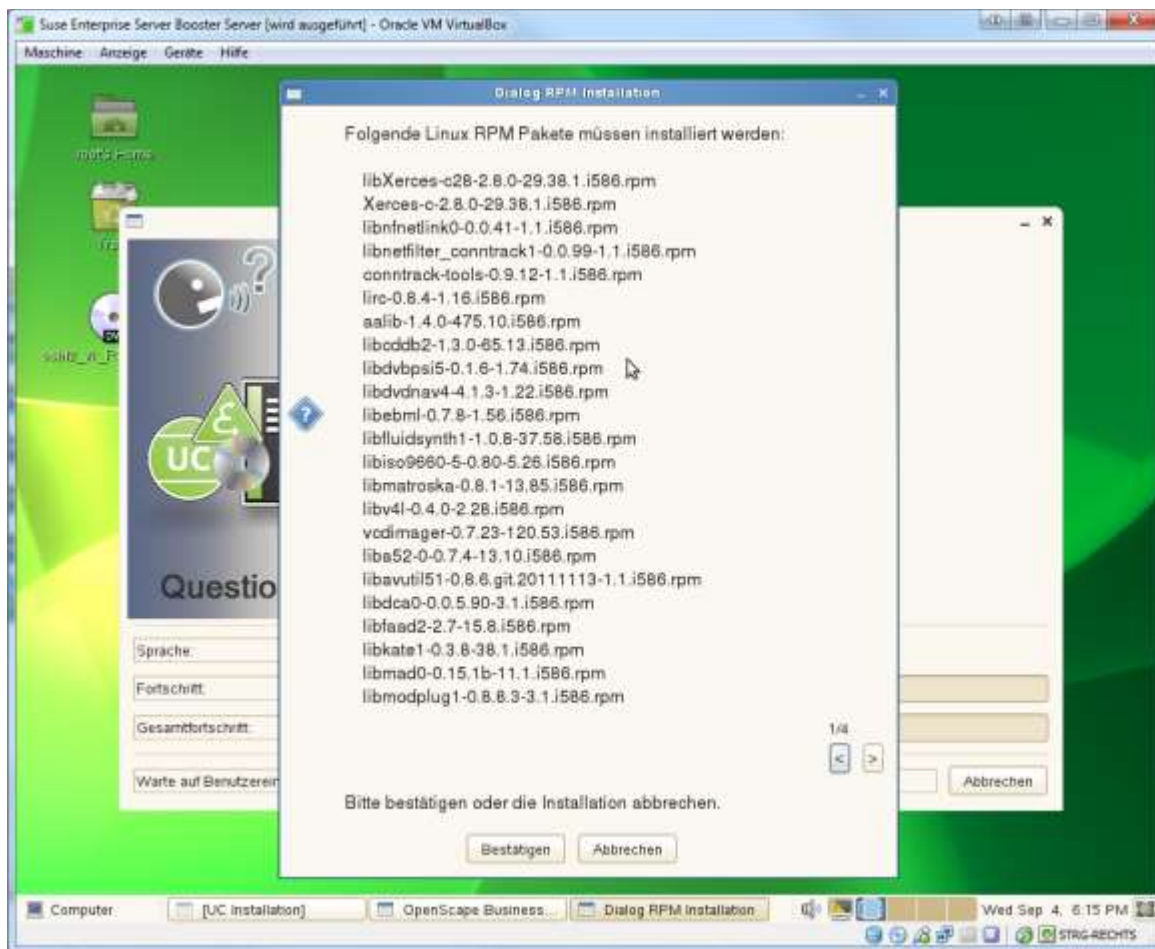 Suse Enterprise Server Booster Server [wird ausgeführt] - Oracle VM VirtualBox
Maschine Anzeige Geräte Hilfe
Dialog RPM Installation
Folgende Linux RPM Pakete müssen installiert werden:
root's Home
libXerces-c28-2.8.0-29.38.1.i586.rpm
Xerces-c-2.8.0-29.38.1.i586.rpm
libnfnetlink0-0.0.41-1.1.i586.rpm
libnetfilter_conntrack1-0.0.99-1.1.i586.rpm
conntrack-tools-0.9.12-1.1.i586.rpm
lirc-0.8.4-1.16.i586.rpm
aalib-1.4.0-475.10.i586.rpm
libcddb2-1.3.0-65.13.i586.rpm
libdvbpsi5-0.1.6-1.74.i586.rpm
libdvdnav4-4.1.3-1.22.i586.rpm
libebml-0.7.8-1.56.i586.rpm
libfluidsynth1-1.0.8-37.58.i586.rpm
libiso9660-5-0.80-5.26.i586.rpm
libmatroska-0.8.1-13.85.i586.rpm
libv4l-0.4.0-2.28.i586.rpm
vcdimager-0.7.23-120.53.i586.rpm
liba52-0-0.7.4-13.10.i586.rpm
libavutil51-0.8.6.git.20111113-1.1.i586.rpm
libdca0-0.0.5.90-3.1.i586.rpm
libfaad2-2.7-15.8.i586.rpm
libkate1-0.3.8-38.1.i586.rpm
libmad0-0.15.1b-11.1.i586.rpm
libmodplug1-0.8.8.3-3.1.i586.rpm
UC
Questio
Sprache:
Fortschritt:
Gesamtfortschritt:
1/4
< >
Warte auf Benutzerein
Abbrechen
Bitte bestätigen oder die Installation abbrechen.
Bestätigen Abbrechen
Computer [UC Installation] OpenScape Business... Dialog RPM Installation Wed Sep 4, 6:15 PM
STRG-RECHTS